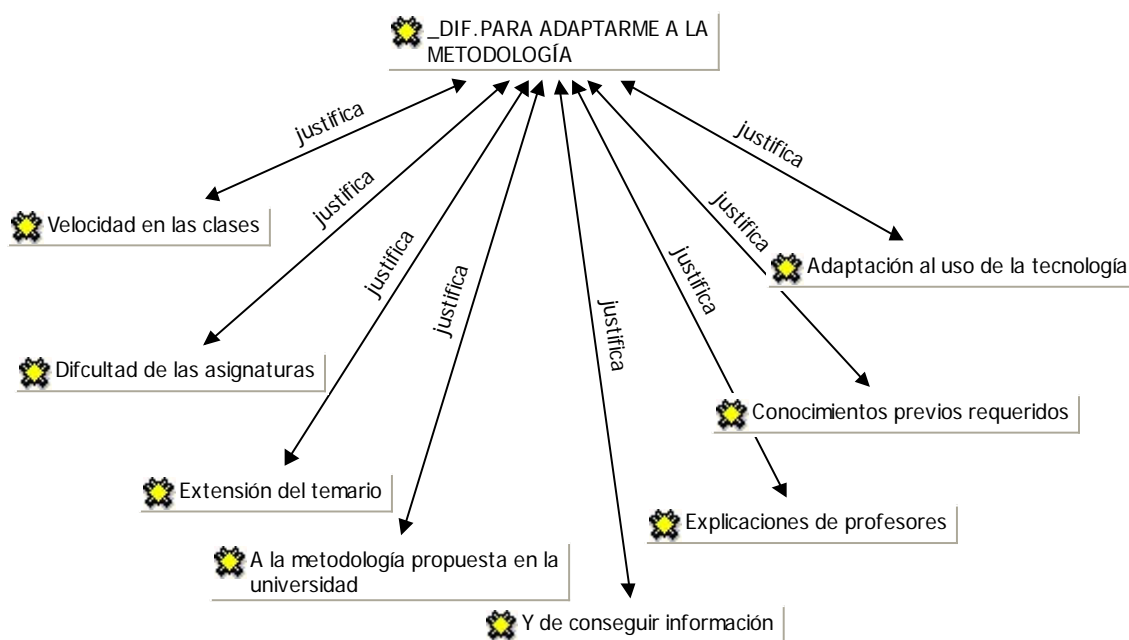 _DIF.PARA ADAPTARME A LA
METODOLOGÍA
justifica
justifica
justifica
justifica
justifica
justifica
justifica
justifica
Velocidad en las clases
Adaptación al uso de la tecnología
Difcultad de las asignaturas
Conocimientos previos requeridos
Extensión del temario
Explicaciones de profesores
A la metodología propuesta en la
universidad
Y de conseguir información